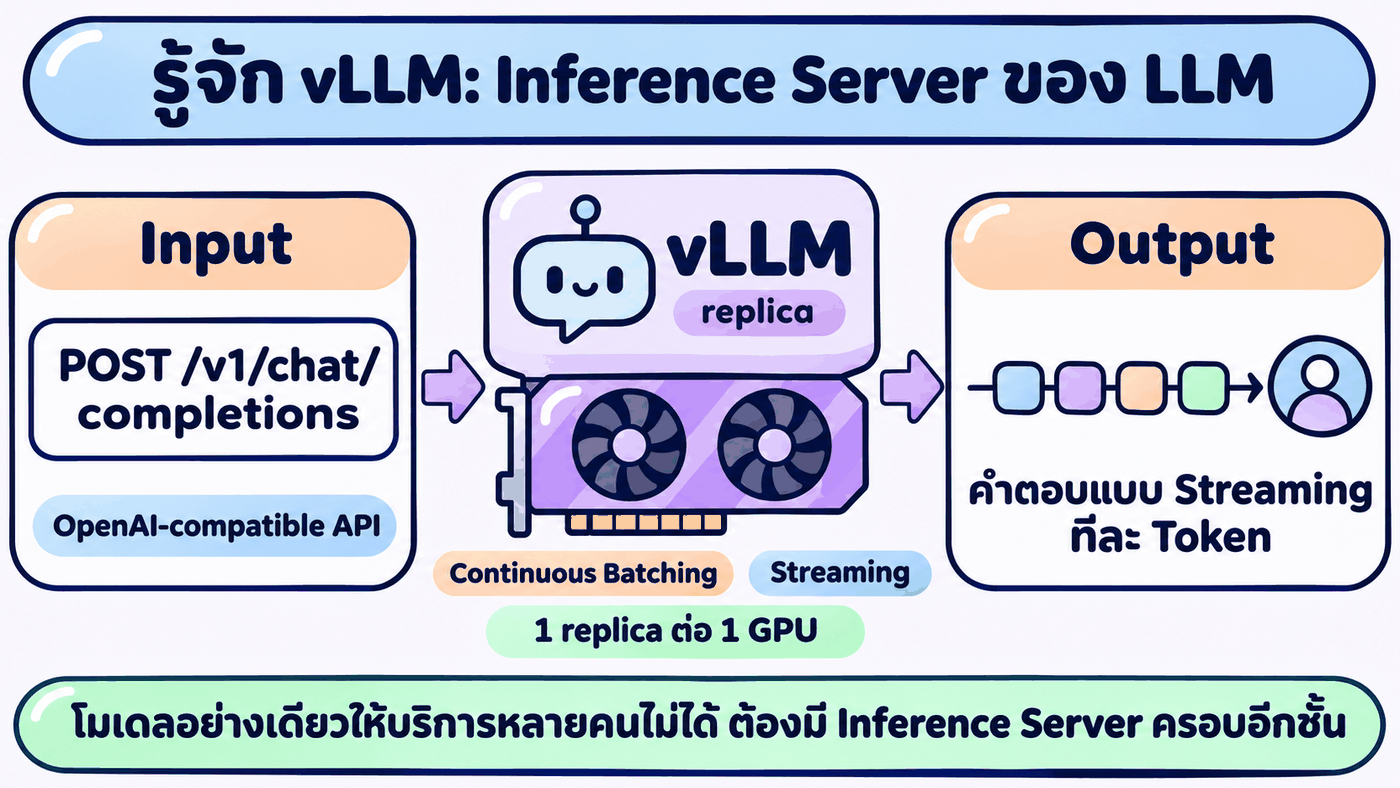 รู้จัก vLLM: Inference Server ของ LLM
Input
POST /v1/chat/
completions
OpenAI-compatible API
vLLM
replica
Continuous Batching
Streaming
1 replica ต่อ 1 GPU
Output
คำตอบแบบ Streaming
ทีละ Token
โมเดลอย่างเดียวให้บริการหลายคนไม่ได้ ต้องมี Inference Server ครอบอีกชั้น